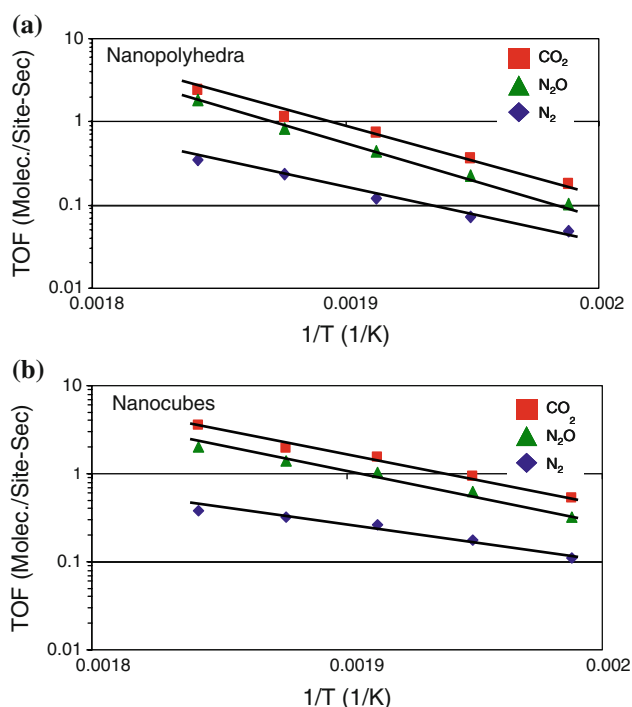 (a)
10
Nanopolyhedra
CO₂
N₂O
N₂
1
0.1
0.01
TOF (Molec./Site-Sec)
0.0018
0.0019
0.002
1/T (1/K)
(b)
10
Nanocubes
CO₂
N₂O
N₂
1
0.1
0.01
TOF (Molec./Site-Sec)
0.0018
0.0019
0.002
1/T (1/K)